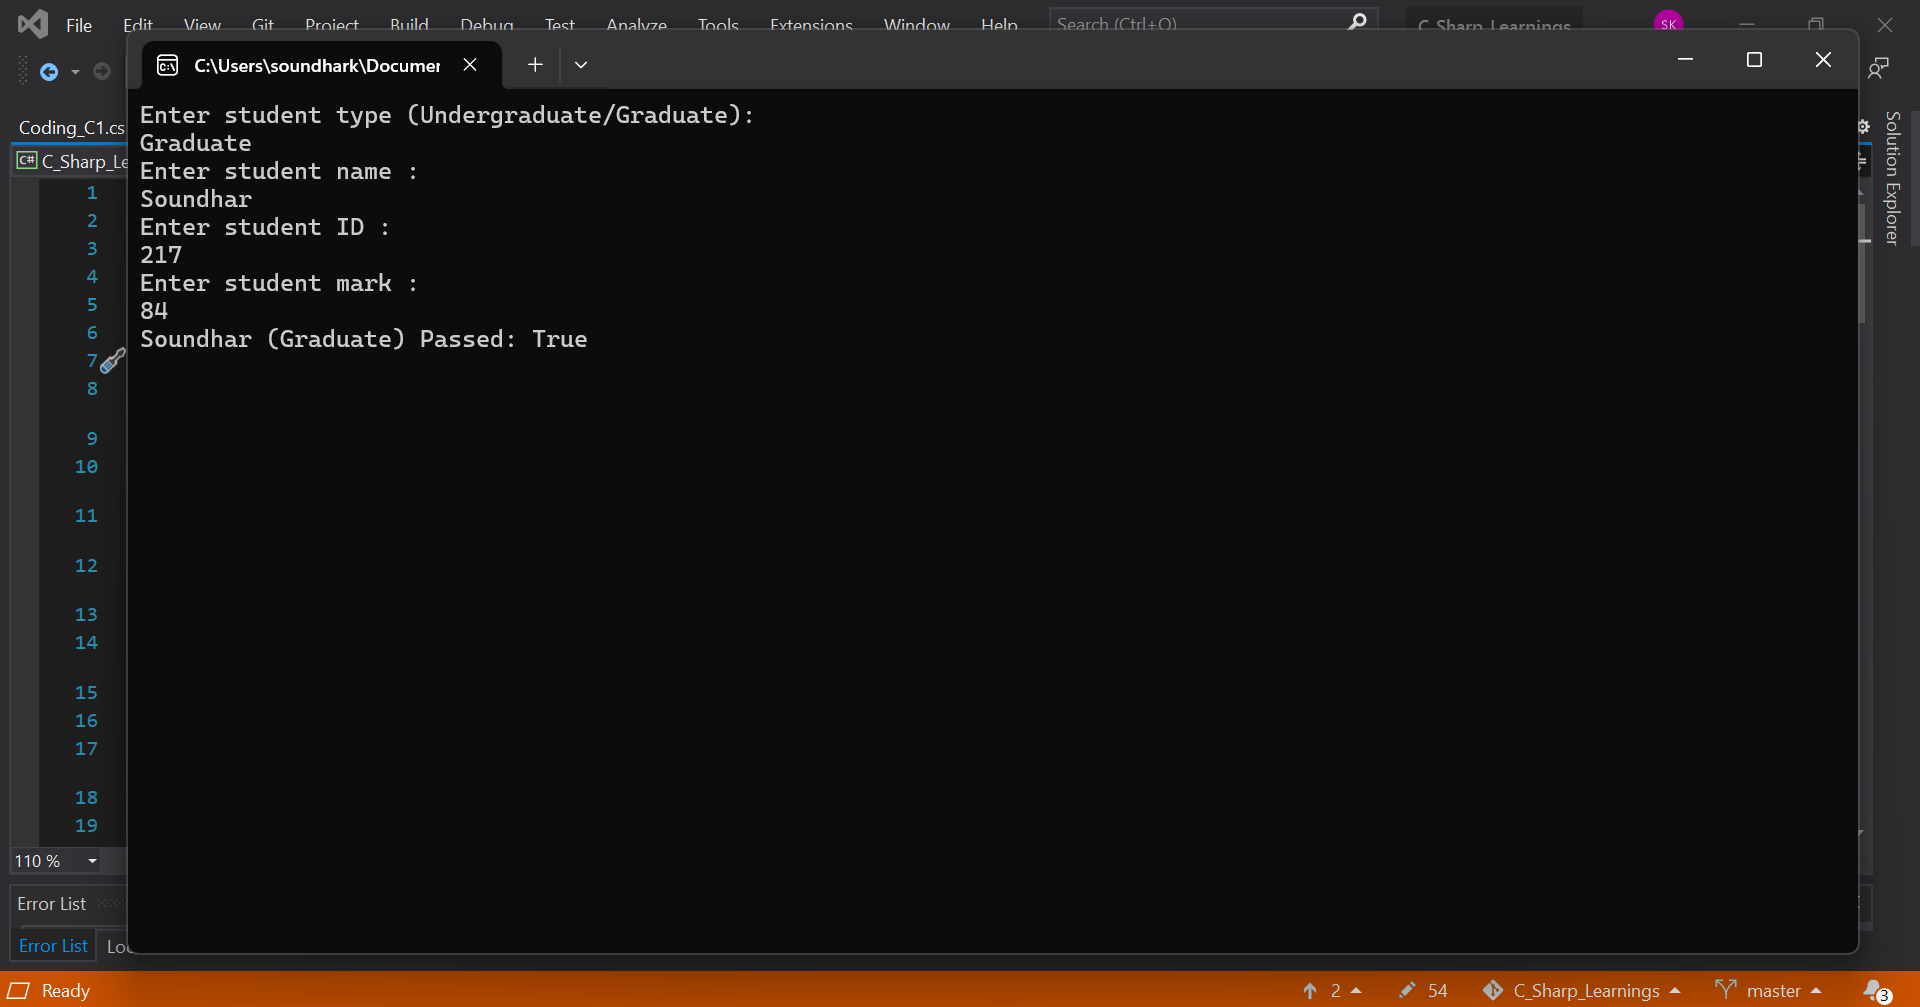 File Edit View Git Project Build Debug Test Analyze Tools Extensions Window Help Search (Ctrl+Q) C_Sharp_Learnings SK
C:\Users\soundhark\Documer
Coding_C1.cs
C# C_Sharp_Le
Solution Explorer
Enter student type (Undergraduate/Graduate):
Graduate
Enter student name :
Soundhar
Enter student ID :
217
Enter student mark :
84
Soundhar (Graduate) Passed: True
1
2
3
4
5
6
7
8
9
10
11
12
13
14
15
16
17
18
19
110 %
Error List
Error List Loc
Ready 2 54 C_Sharp_Learnings master 3